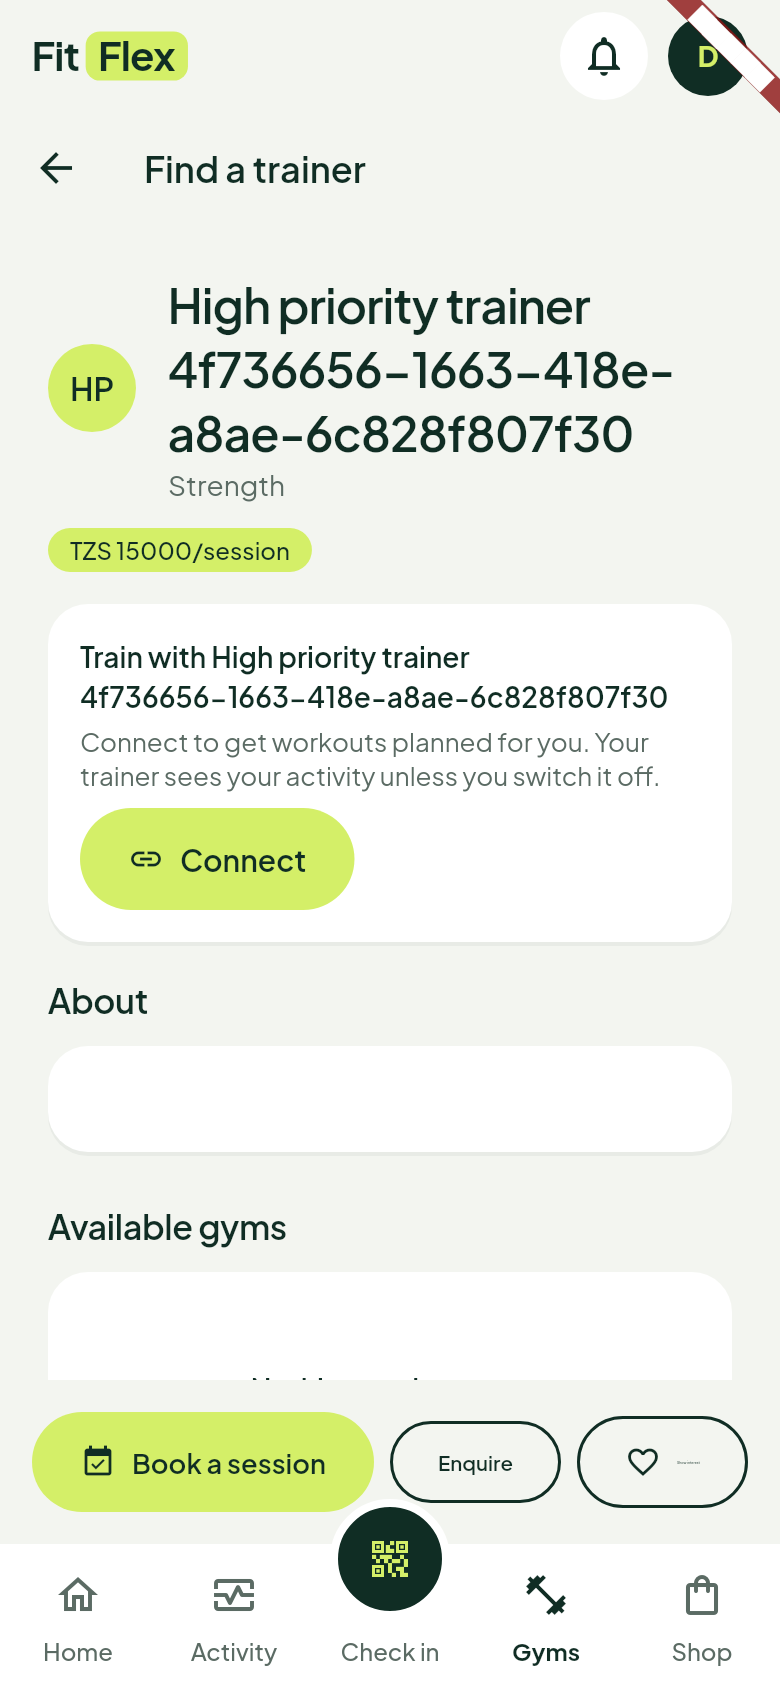 Fit Flex
D
Find a trainer
High priority trainer
4f736656-1663-418e-
a8ae-6c828f807f30
HP
Strength
TZS 15000/session
Train with High priority trainer
4f736656-1663-418e-a8ae-6c828f807f30
Connect to get workouts planned for you. Your
trainer sees your activity unless you switch it off.
Connect
About
Available gyms
Book a session
Enquire
Home
Activity
Check in
Gyms
Shop